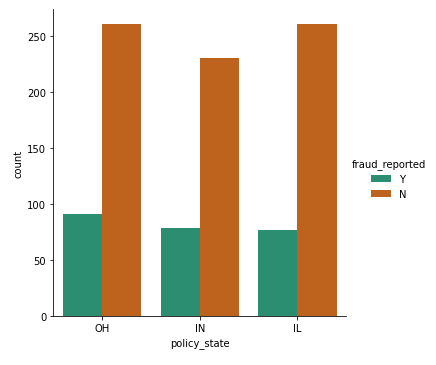 250
200
150
100
50
0
count
OH
IN
IL
policy_state
fraud_reported
Y
N